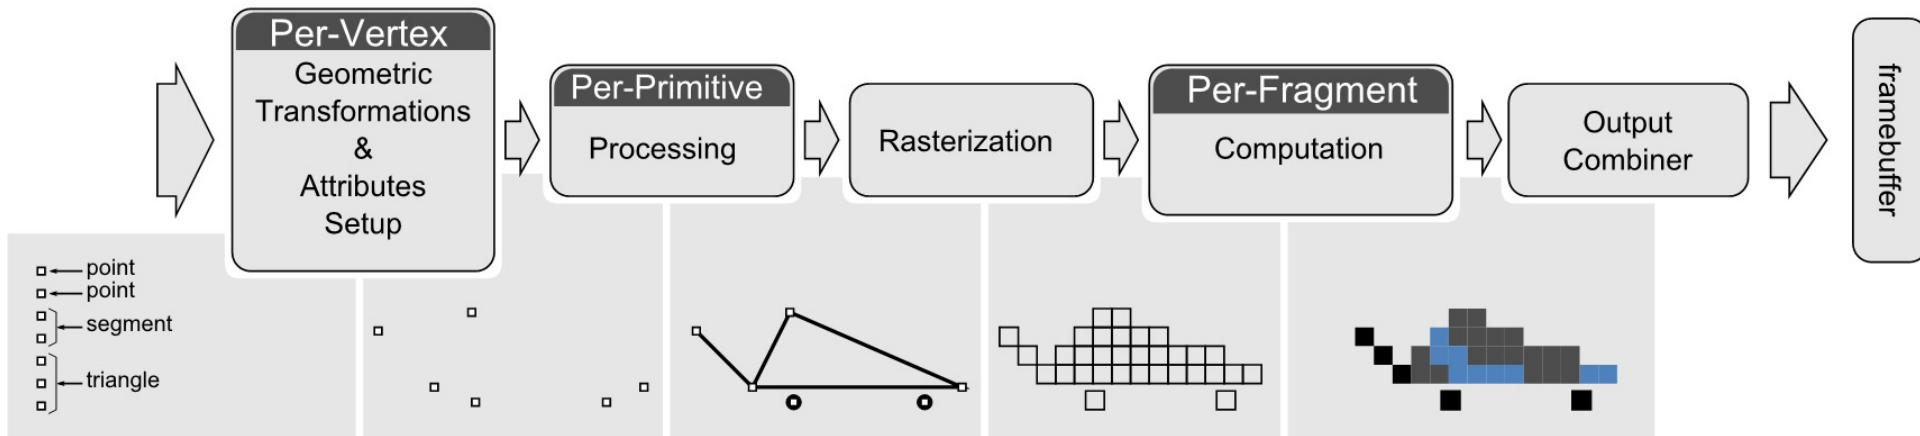 Per-Vertex
Geometric
Transformations
&
Attributes
Setup
Per-Primitive
Processing
Rasterization
Per-Fragment
Computation
Output
Combiner
framebuffer
point
point
segment
triangle